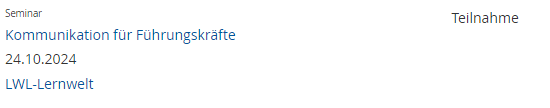 Seminar
Teilnahme
Kommunikation für Führungskräfte
24.10.2024
LWL-Lernwelt